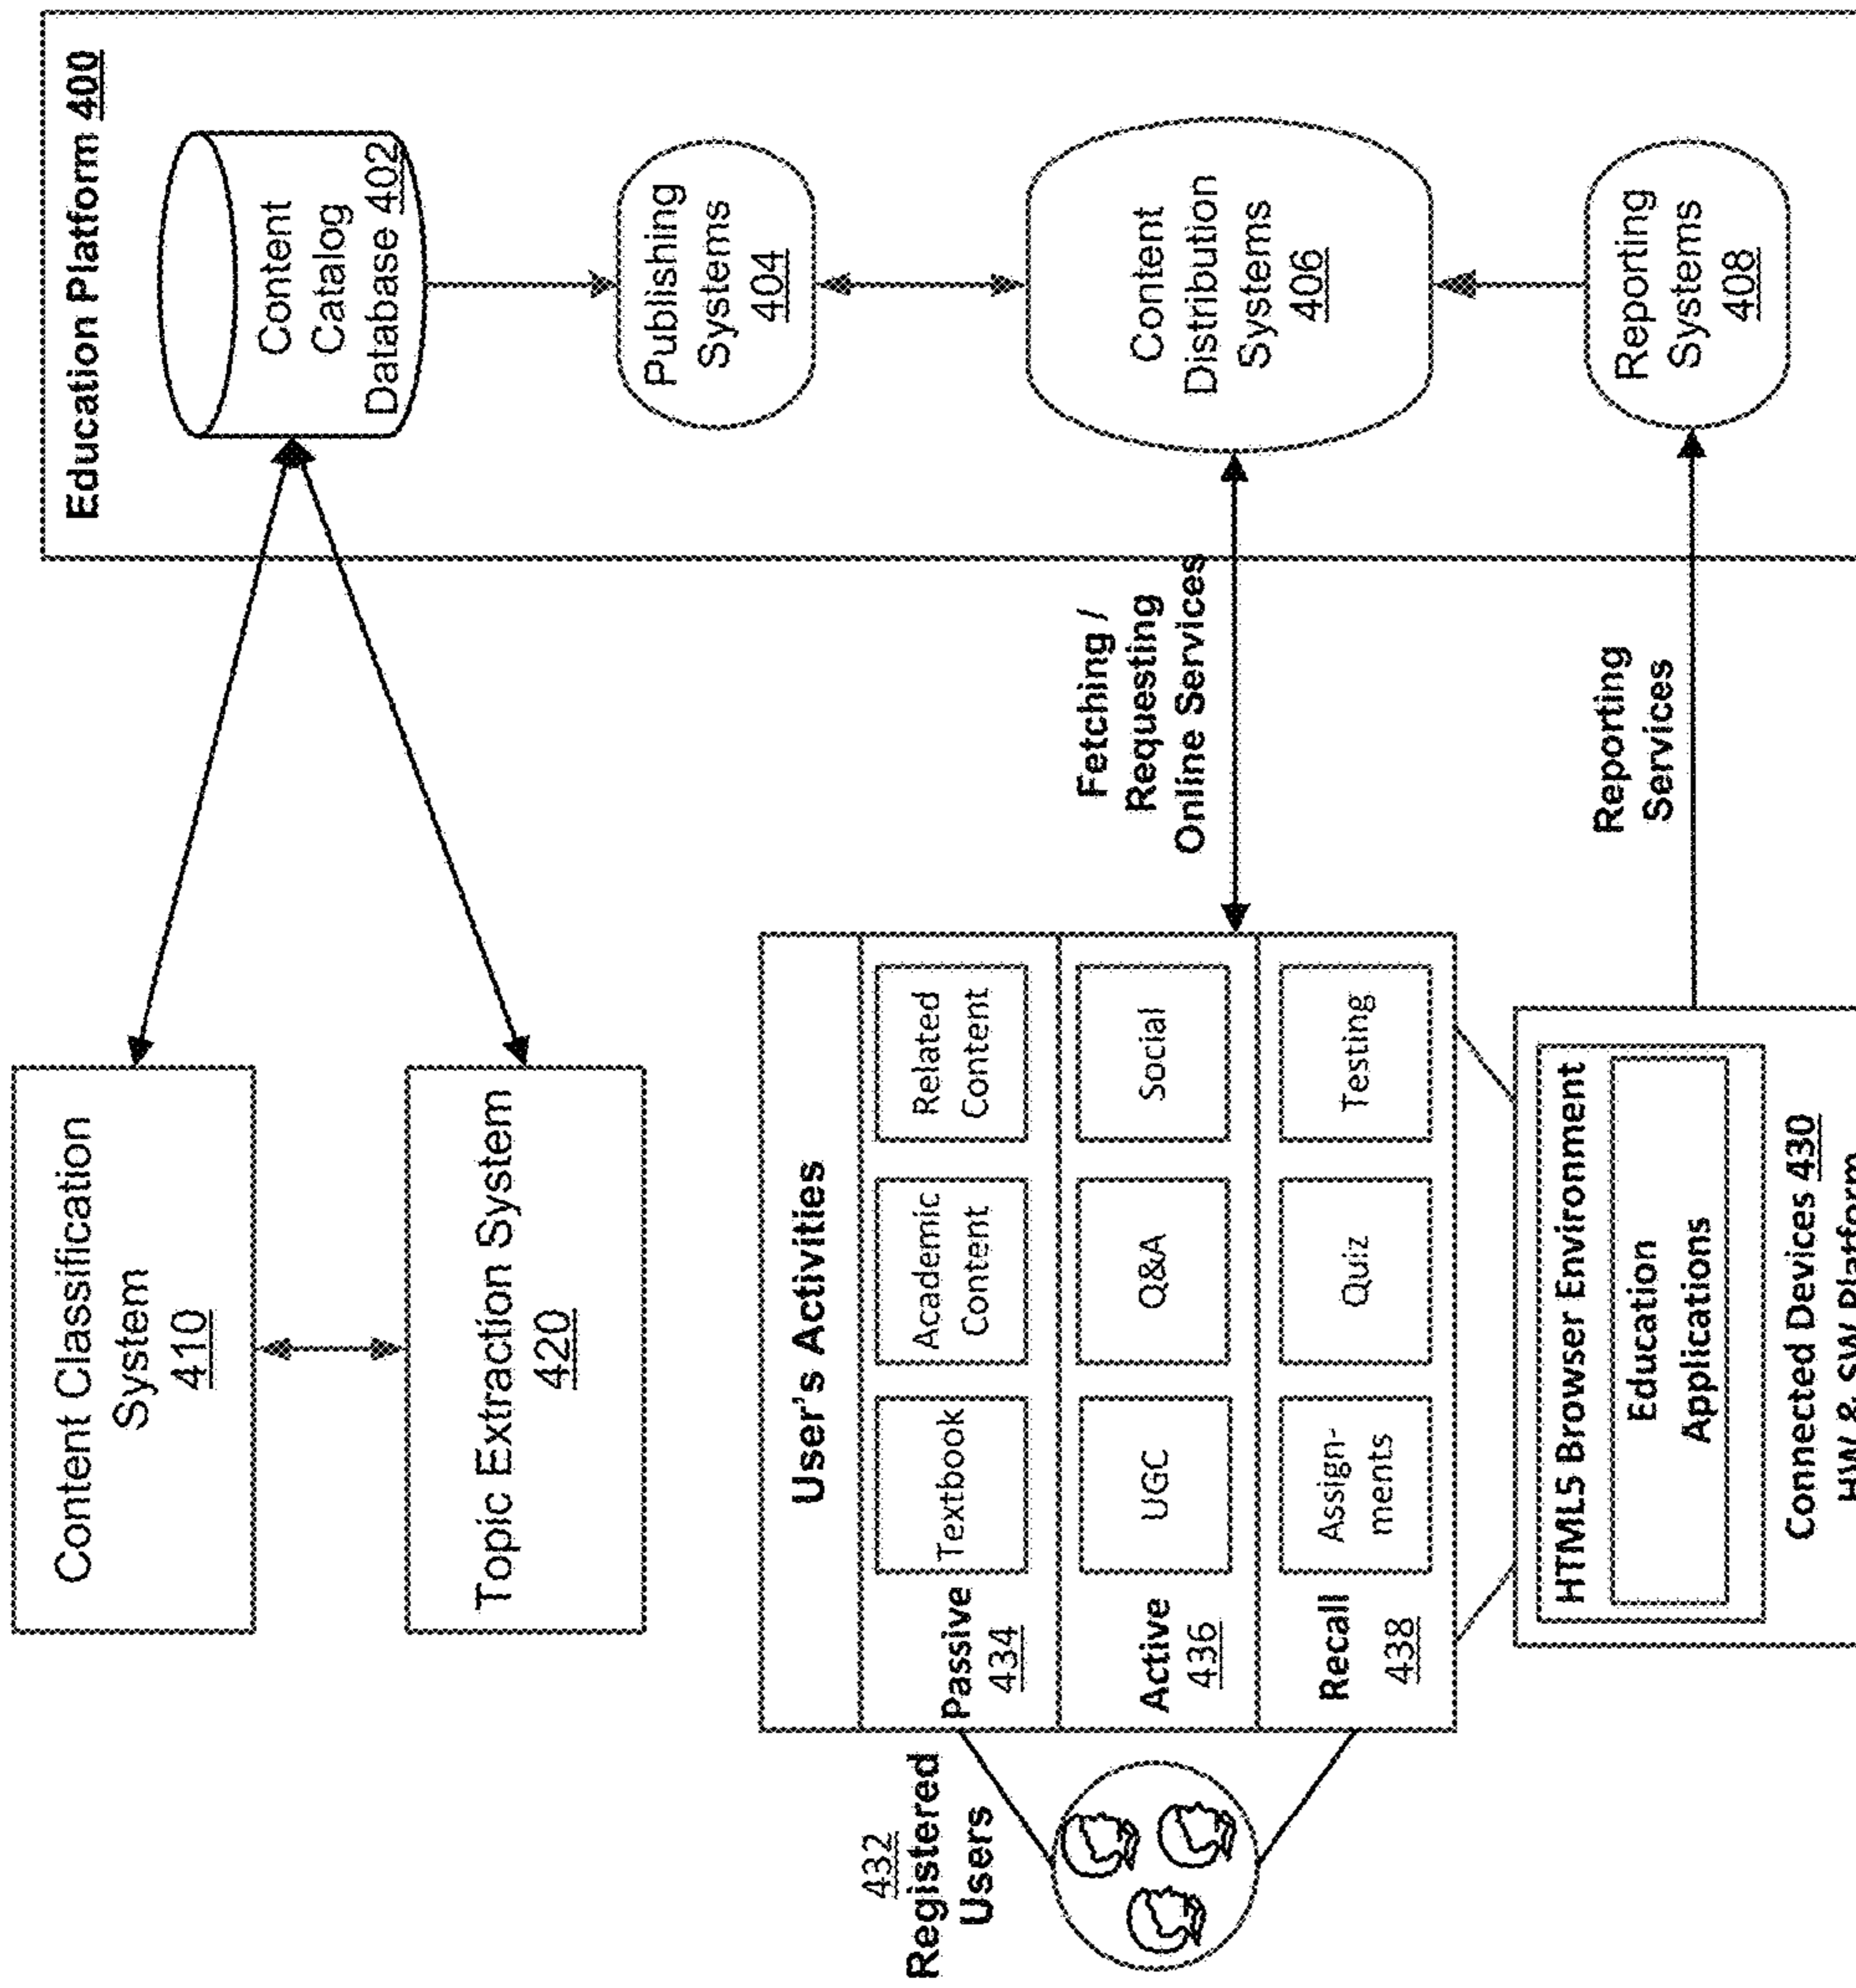 Education Platform 400
Content
Catalog
Database 402
Publishing
Systems
404
Content
Distribution
Systems
406
Reporting
Systems
408
Content Classification
System
410
Topic Extraction System
420
Fetching /
Requesting
Online Services
Reporting
Services
User's Activities
Passive
434
Textbook
Academic
Content
Related
Content
Active
436
UGC
Q&A
Social
Recall
438
Assign-
ments
Quiz
Testing
432
Registered
Users
HTML5 Browser Environment
Education
Applications
Connected Devices 430
HW & SW Platform